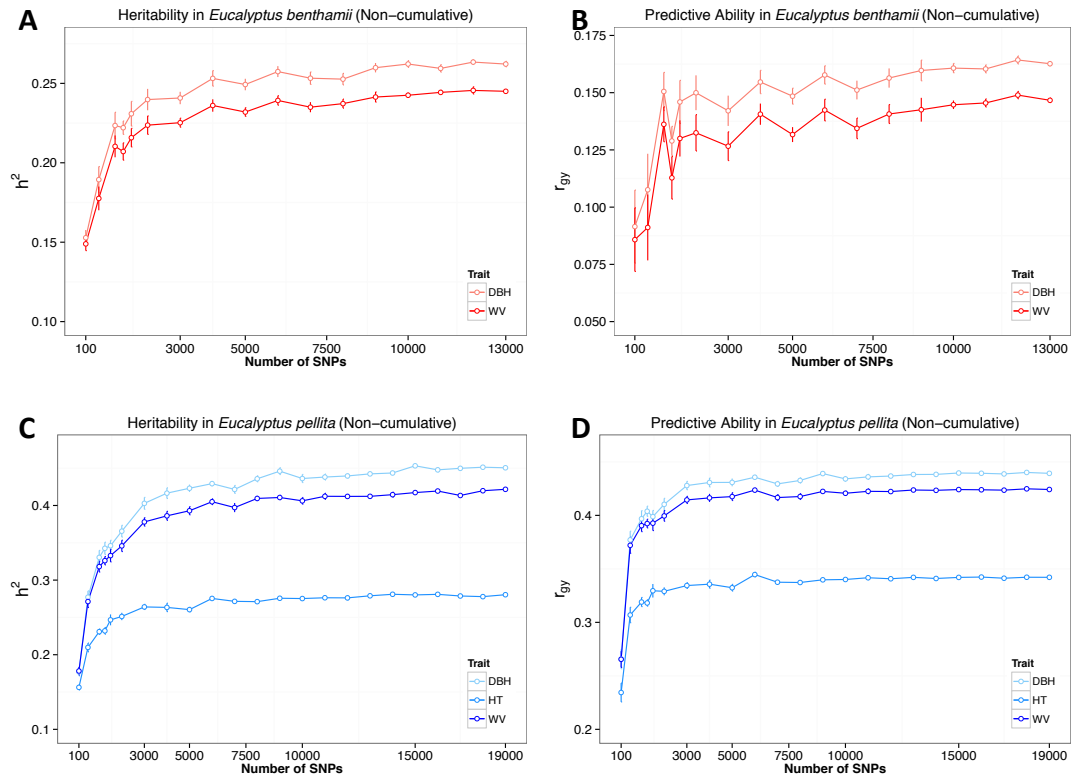 A
Heritability in Eucalyptus benthamii (Non−cumulative)
h²
0.25
0.20
0.15
0.10
Trait
DBH
WV
100 3000 5000 7500 10000 13000
Number of SNPs
B
Predictive Ability in Eucalyptus benthamii (Non−cumulative)
r_gy
0.175
0.150
0.125
0.100
0.075
0.050
Trait
DBH
WV
100 3000 5000 7500 10000 13000
Number of SNPs
C
Heritability in Eucalyptus pellita (Non−cumulative)
h²
0.4
0.3
0.2
0.1
Trait
DBH
HT
WV
100 3000 5000 7500 10000 15000 19000
Number of SNPs
D
Predictive Ability in Eucalyptus pellita (Non−cumulative)
r_gy
0.4
0.3
0.2
Trait
DBH
HT
WV
100 3000 5000 7500 10000 15000 19000
Number of SNPs